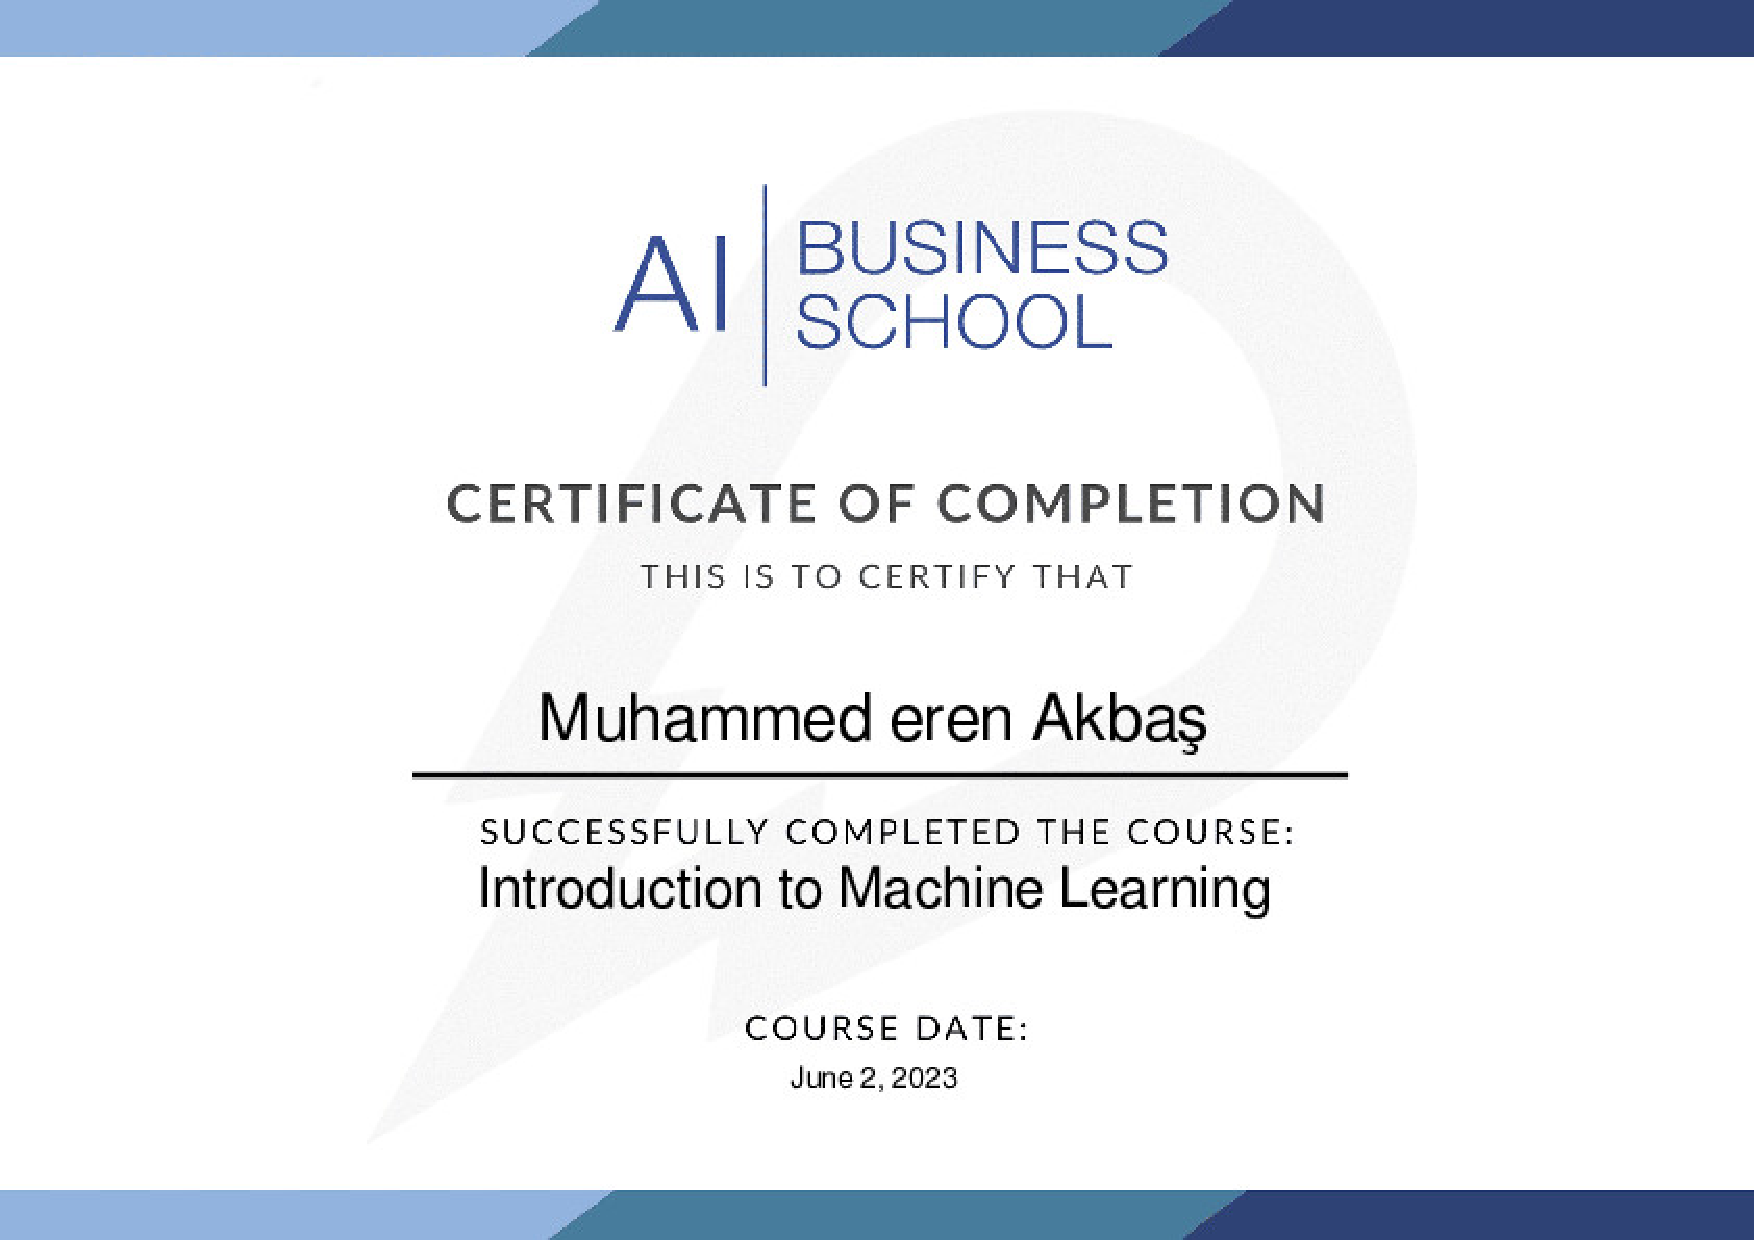 AI
BUSINESS
SCHOOL
CERTIFICATE OF COMPLETION
THIS IS TO CERTIFY THAT
Muhammed eren Akbaş
SUCCESSFULLY COMPLETED THE COURSE:
Introduction to Machine Learning
COURSE DATE:
June 2, 2023